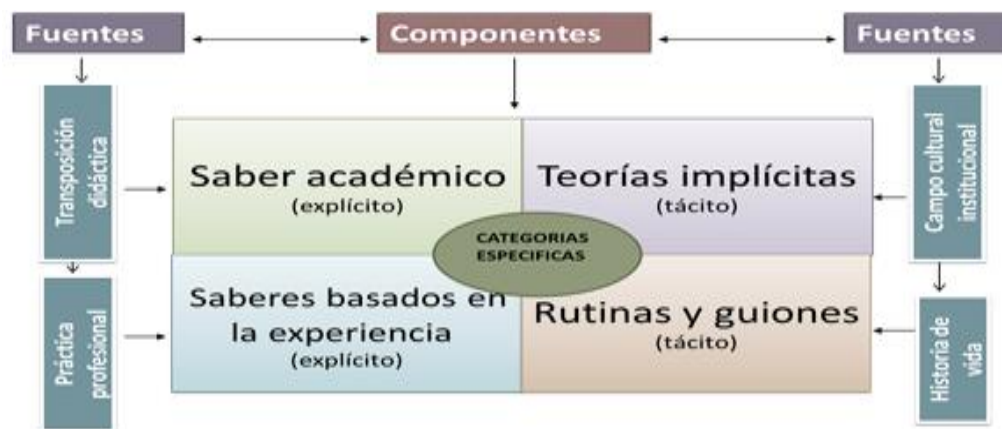 Fuentes
Componentes
Fuentes
Transposición
didáctica
Práctica
profesional
Saber académico
(explícito)
Teorías implícitas
(tácito)
CATEGORIAS
ESPECIFICAS
Saberes basados en
la experiencia
(explícito)
Rutinas y guiones
(tácito)
Campo cultural
institucional
Historia de
vida